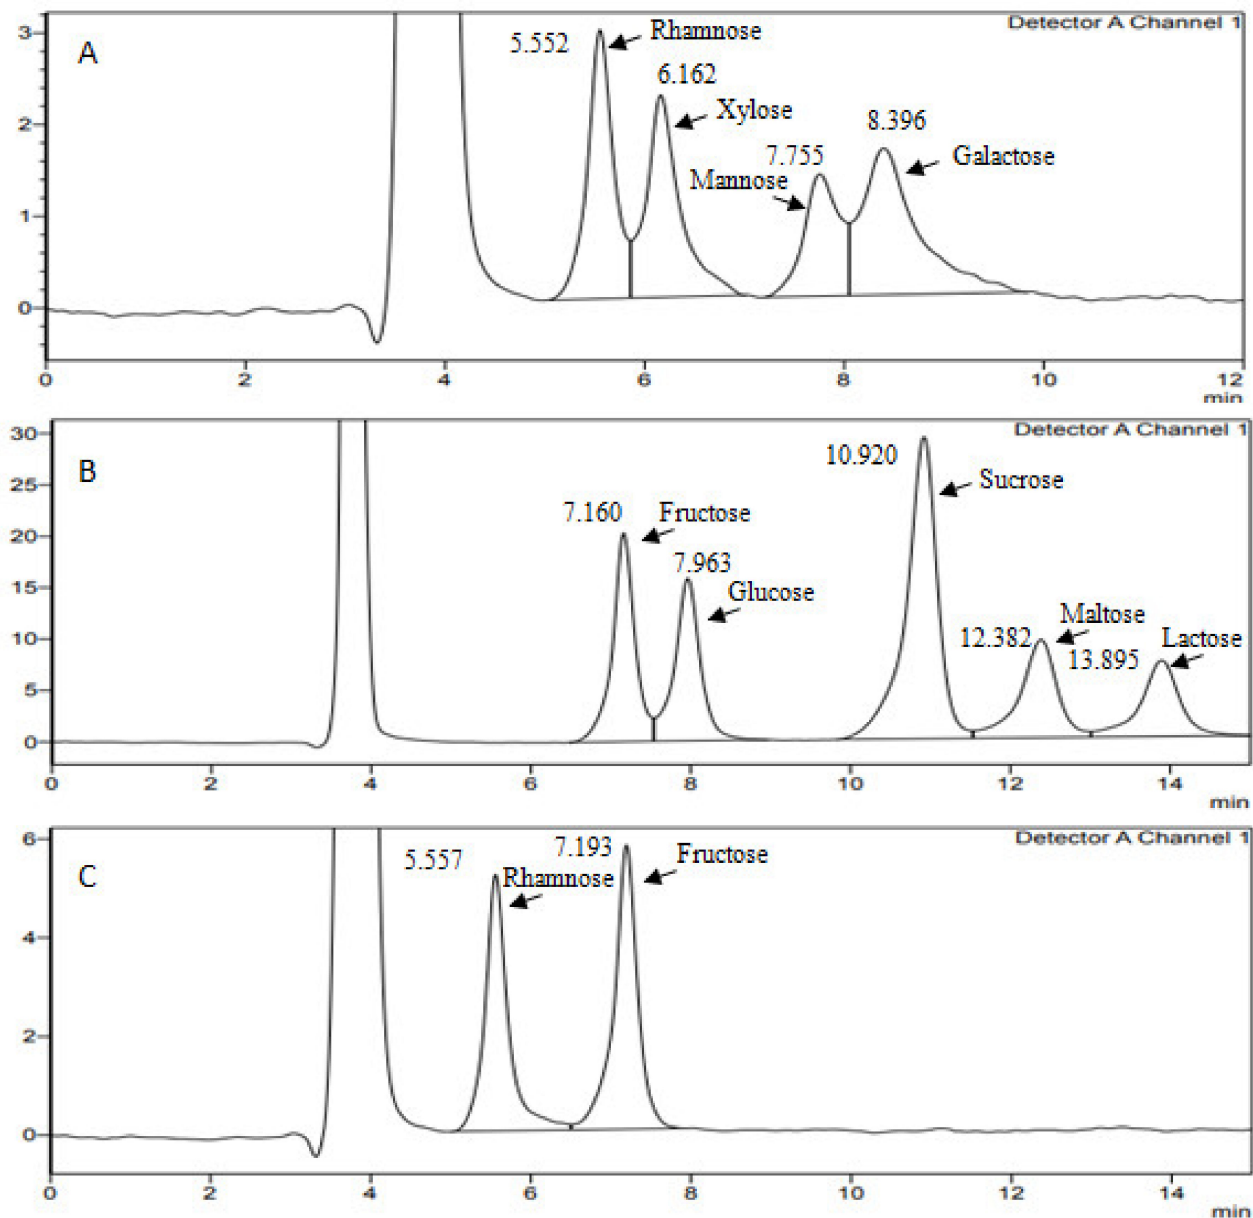 Detector A Channel 1
A
3
2
1
0
5.552
Rhamnose
6.162
Xylose
7.755
Mannose
8.396
Galactose
0 2 4 6 8 10 12
min
Detector A Channel 1
B
30
25
20
15
10
5
0
7.160
Fructose
7.963
Glucose
10.920
Sucrose
12.382
Maltose
13.895
Lactose
0 2 4 6 8 10 12 14
min
Detector A Channel 1
C
6
4
2
0
5.557
Rhamnose
7.193
Fructose
0 2 4 6 8 10 12 14
min